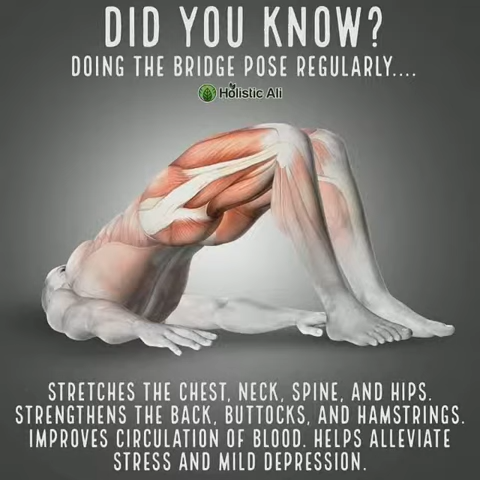 DID YOU KNOW?
DOING THE BRIDGE POSE REGULARLY....
Holistic Ali
STRETCHES THE CHEST, NECK, SPINE, AND HIPS.
STRENGTHENS THE BACK, BUTTOCKS, AND HAMSTRINGS.
IMPROVES CIRCULATION OF BLOOD. HELPS ALLEVIATE
STRESS AND MILD DEPRESSION.